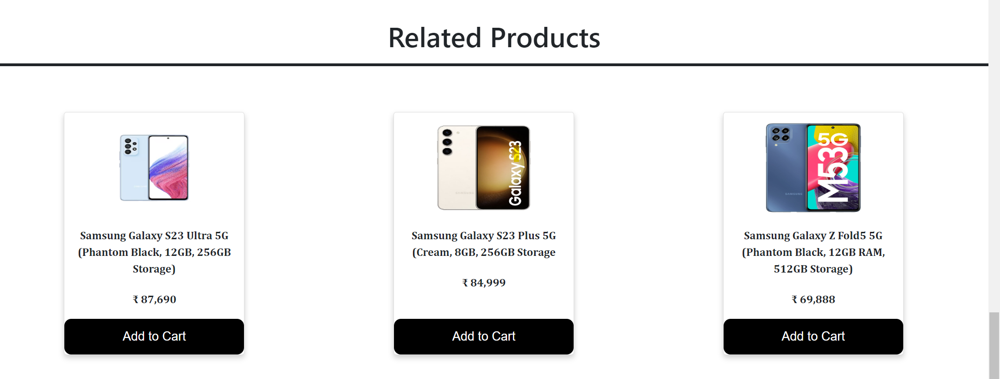 Related Products
Galaxy S23
5G
M53
SAMSUNG
SAMSUNG
Samsung Galaxy S23 Ultra 5G
(Phantom Black, 12GB, 256GB
Storage)
₹ 87,690
Add to Cart
Samsung Galaxy S23 Plus 5G
(Cream, 8GB, 256GB Storage
₹ 84,999
Add to Cart
Samsung Galaxy Z Fold5 5G
(Phantom Black, 12GB RAM,
512GB Storage)
₹ 69,888
Add to Cart